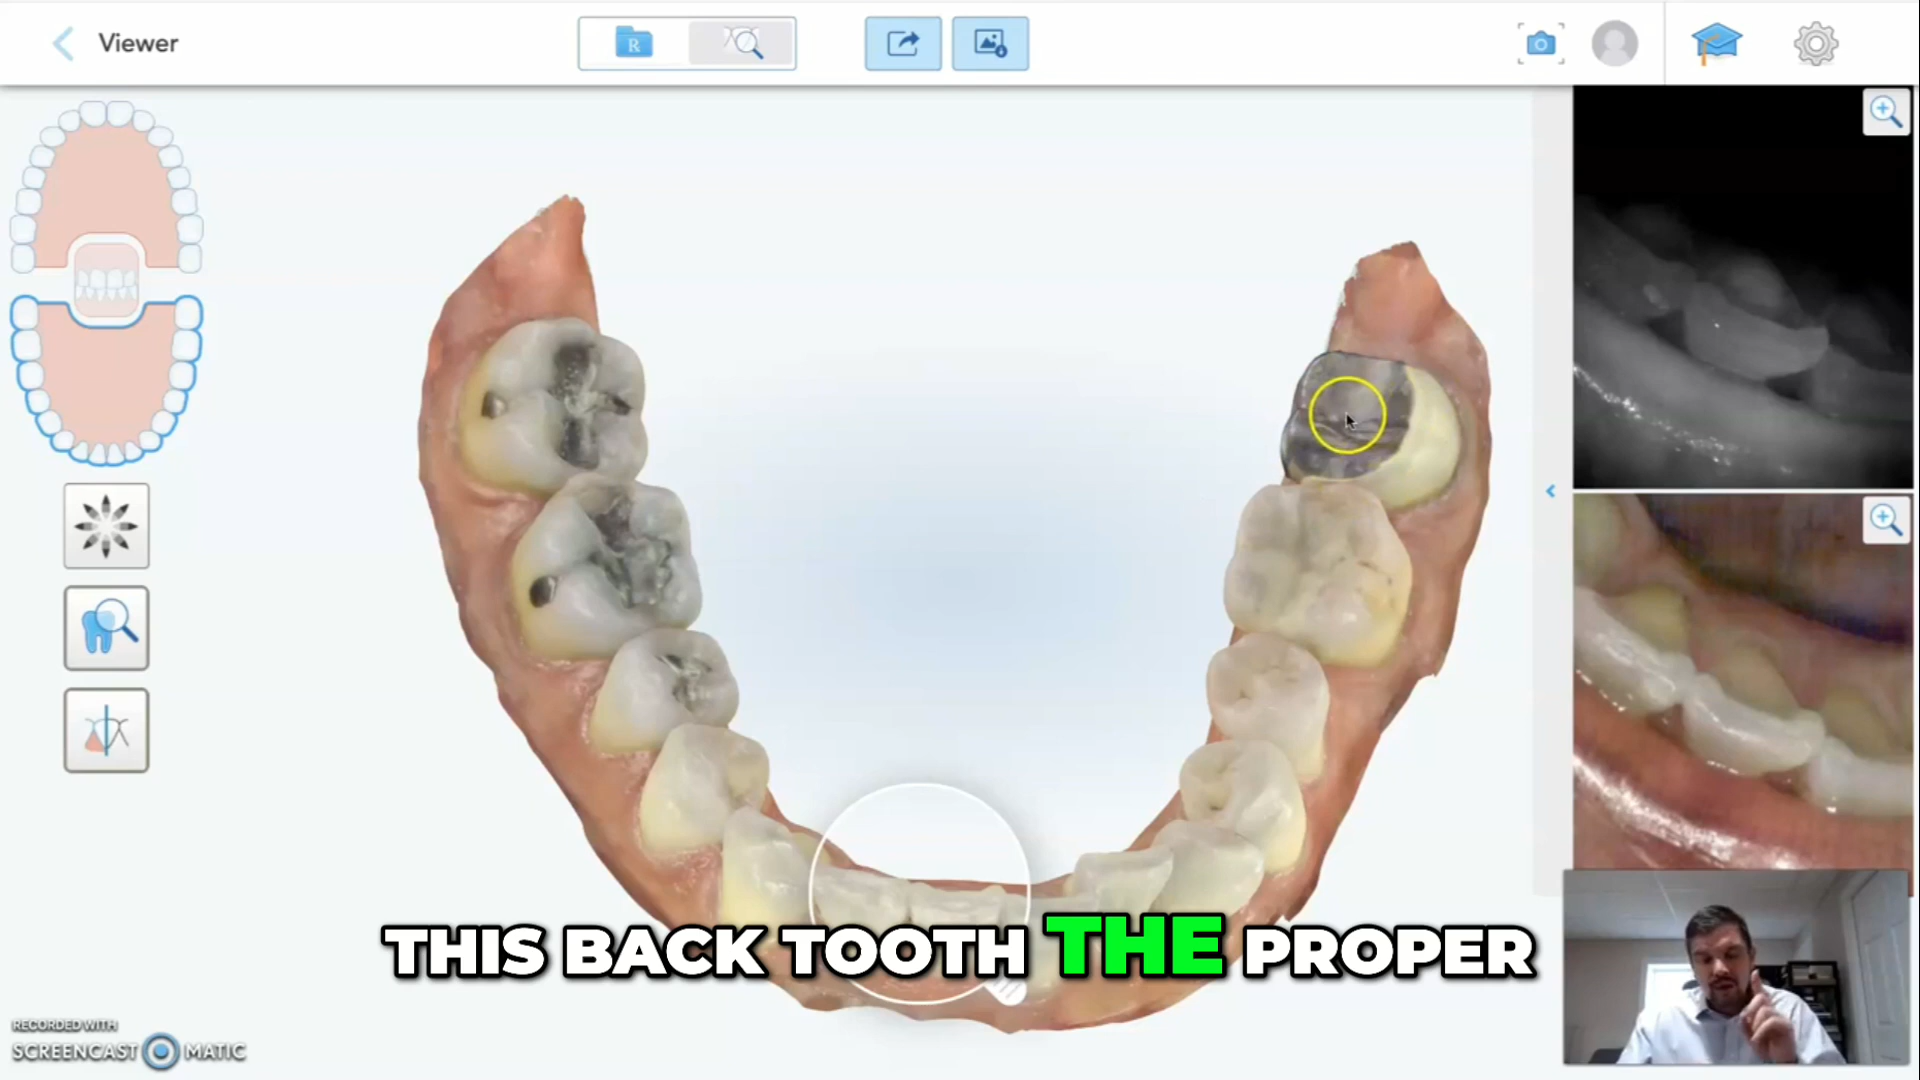 Viewer
R
THIS BACK TOOTH THE PROPER
RECORDED WITH
SCREENCAST MATIC